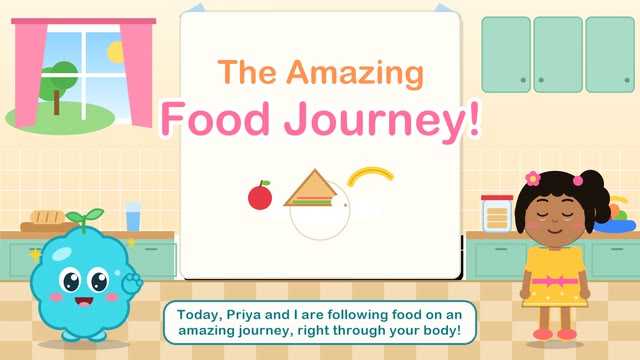 The Amazing
Food Journey!
Today, Priya and I are following food on an
amazing journey, right through your body!